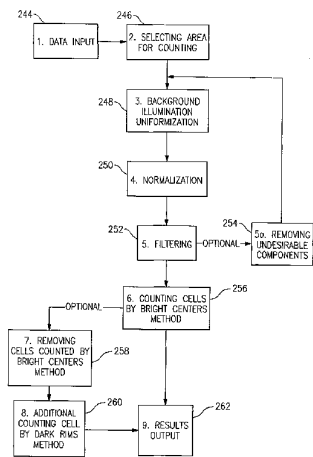 244
246
1. DATA INPUT
2. SELECTING AREA
FOR COUNTING
248
3. BACKGROUND
ILLUMINATION
UNIFORMIZATION
250
4. NORMALIZATION
252
5. FILTERING
OPTIONAL
254
5a. REMOVING
UNDESIRABLE
COMPONENTS
256
6. COUNTING CELLS
BY BRIGHT CENTERS
METHOD
OPTIONAL
7. REMOVING
CELLS COUNTED BY
BRIGHT CENTERS
METHOD
258
8. ADDITIONAL
COUNTING CELL
BY DARK RIMS
METHOD
260
9. RESULTS
OUTPUT
262